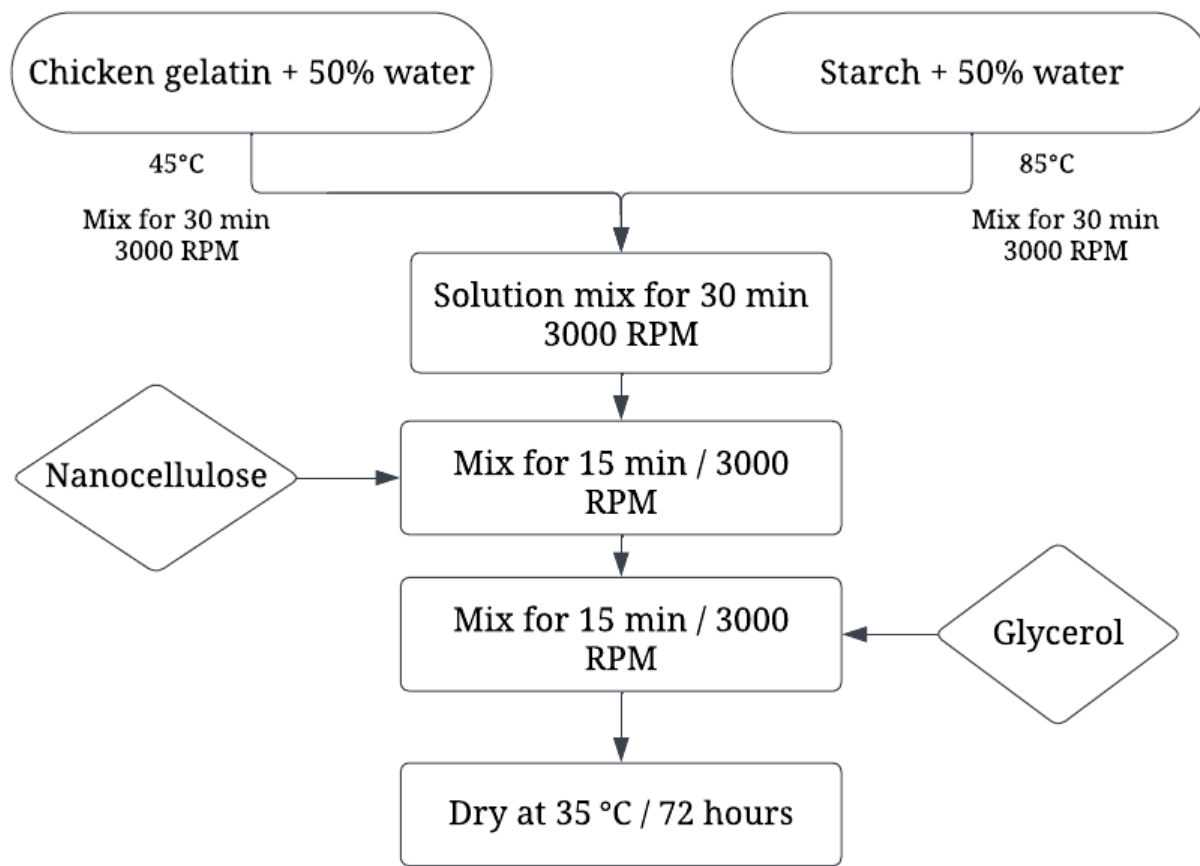 Chicken gelatin + 50% water
Starch + 50% water
45°C
85°C
Mix for 30 min
3000 RPM
Mix for 30 min
3000 RPM
Solution mix for 30 min
3000 RPM
Nanocellulose
Mix for 15 min / 3000
RPM
Mix for 15 min / 3000
RPM
Glycerol
Dry at 35 °C / 72 hours